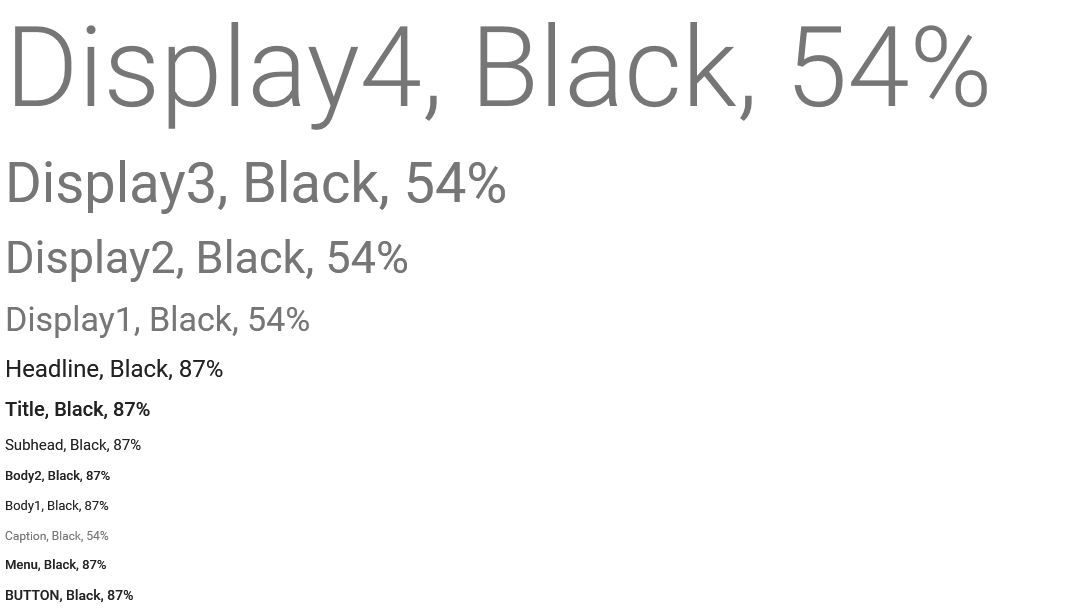 Display4, Black, 54%
Display3, Black, 54%
Display2, Black, 54%
Display1, Black, 54%
Headline, Black, 87%
Title, Black, 87%
Subhead, Black, 87%
Body2, Black, 87%
Body1, Black, 87%
Caption, Black, 54%
Menu, Black, 87%
BUTTON, Black, 87%